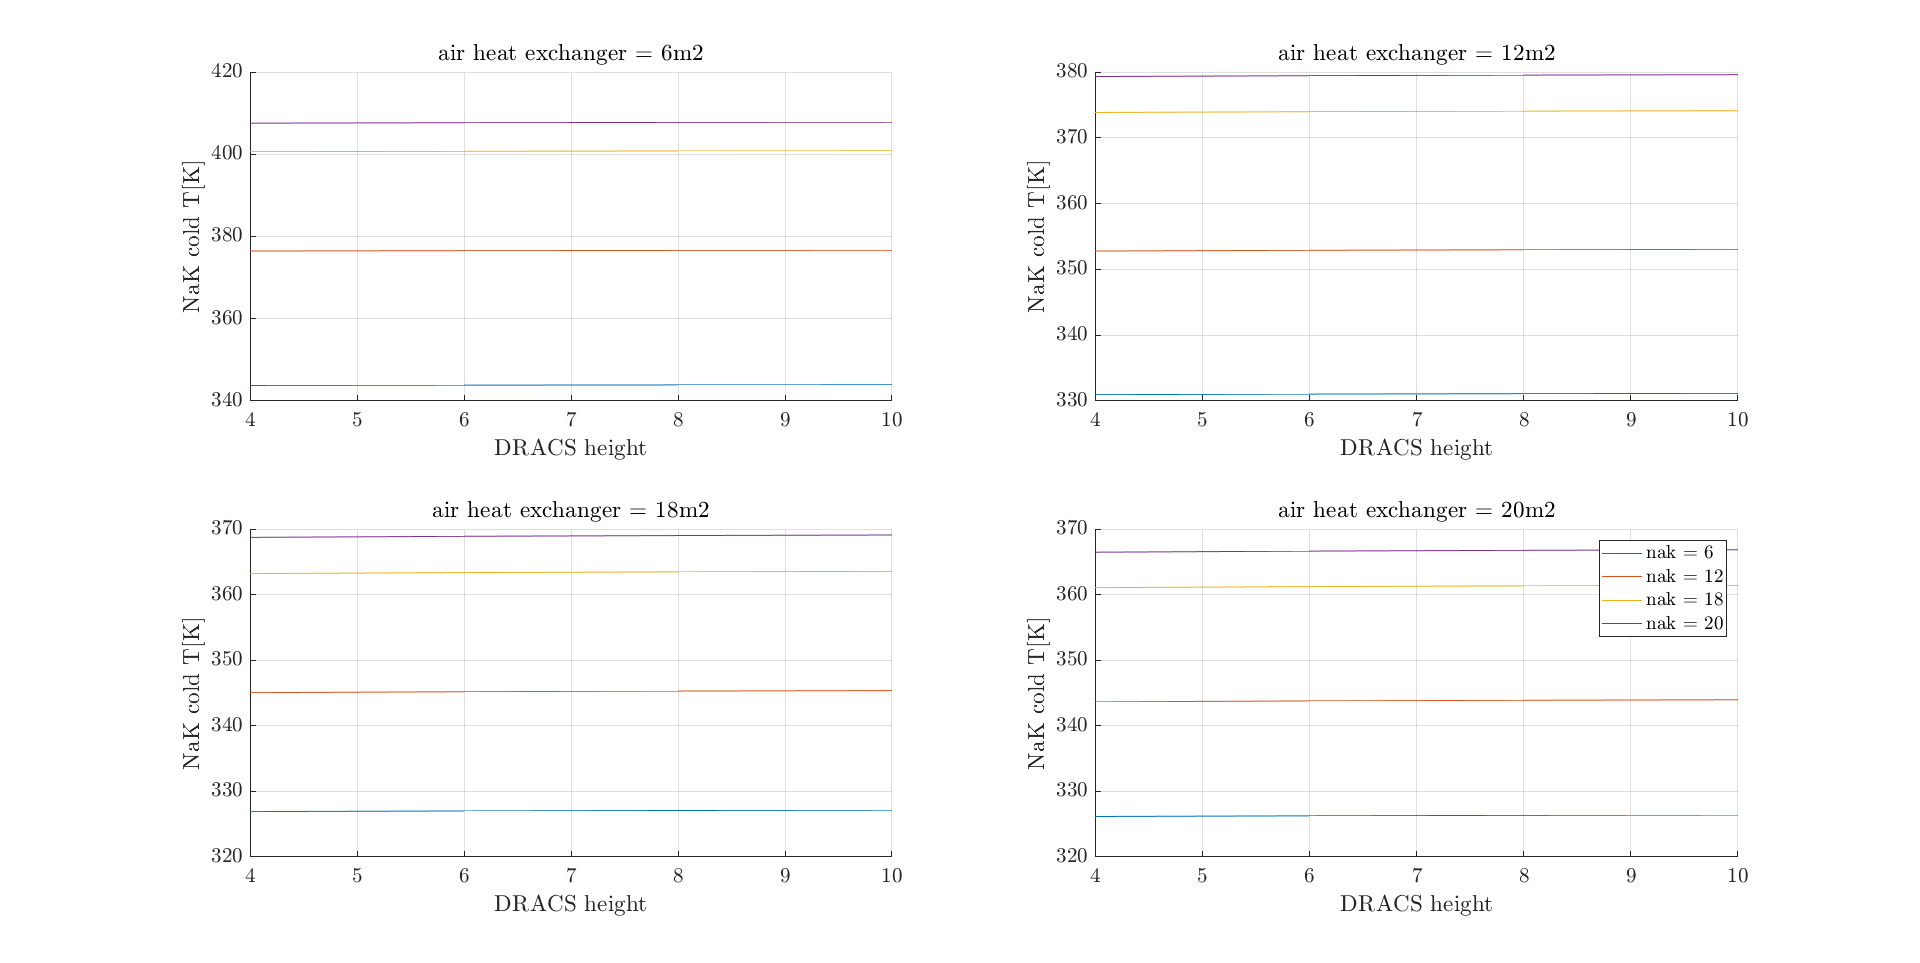 air heat exchanger = 6m2
420
400
380
360
340
NaK cold T[K]
4 5 6 7 8 9 10
DRACS height
air heat exchanger = 12m2
380
370
360
350
340
330
NaK cold T[K]
4 5 6 7 8 9 10
DRACS height
air heat exchanger = 18m2
370
360
350
340
330
320
NaK cold T[K]
4 5 6 7 8 9 10
DRACS height
air heat exchanger = 20m2
370
360
350
340
330
320
NaK cold T[K]
nak = 6
nak = 12
nak = 18
nak = 20
4 5 6 7 8 9 10
DRACS height